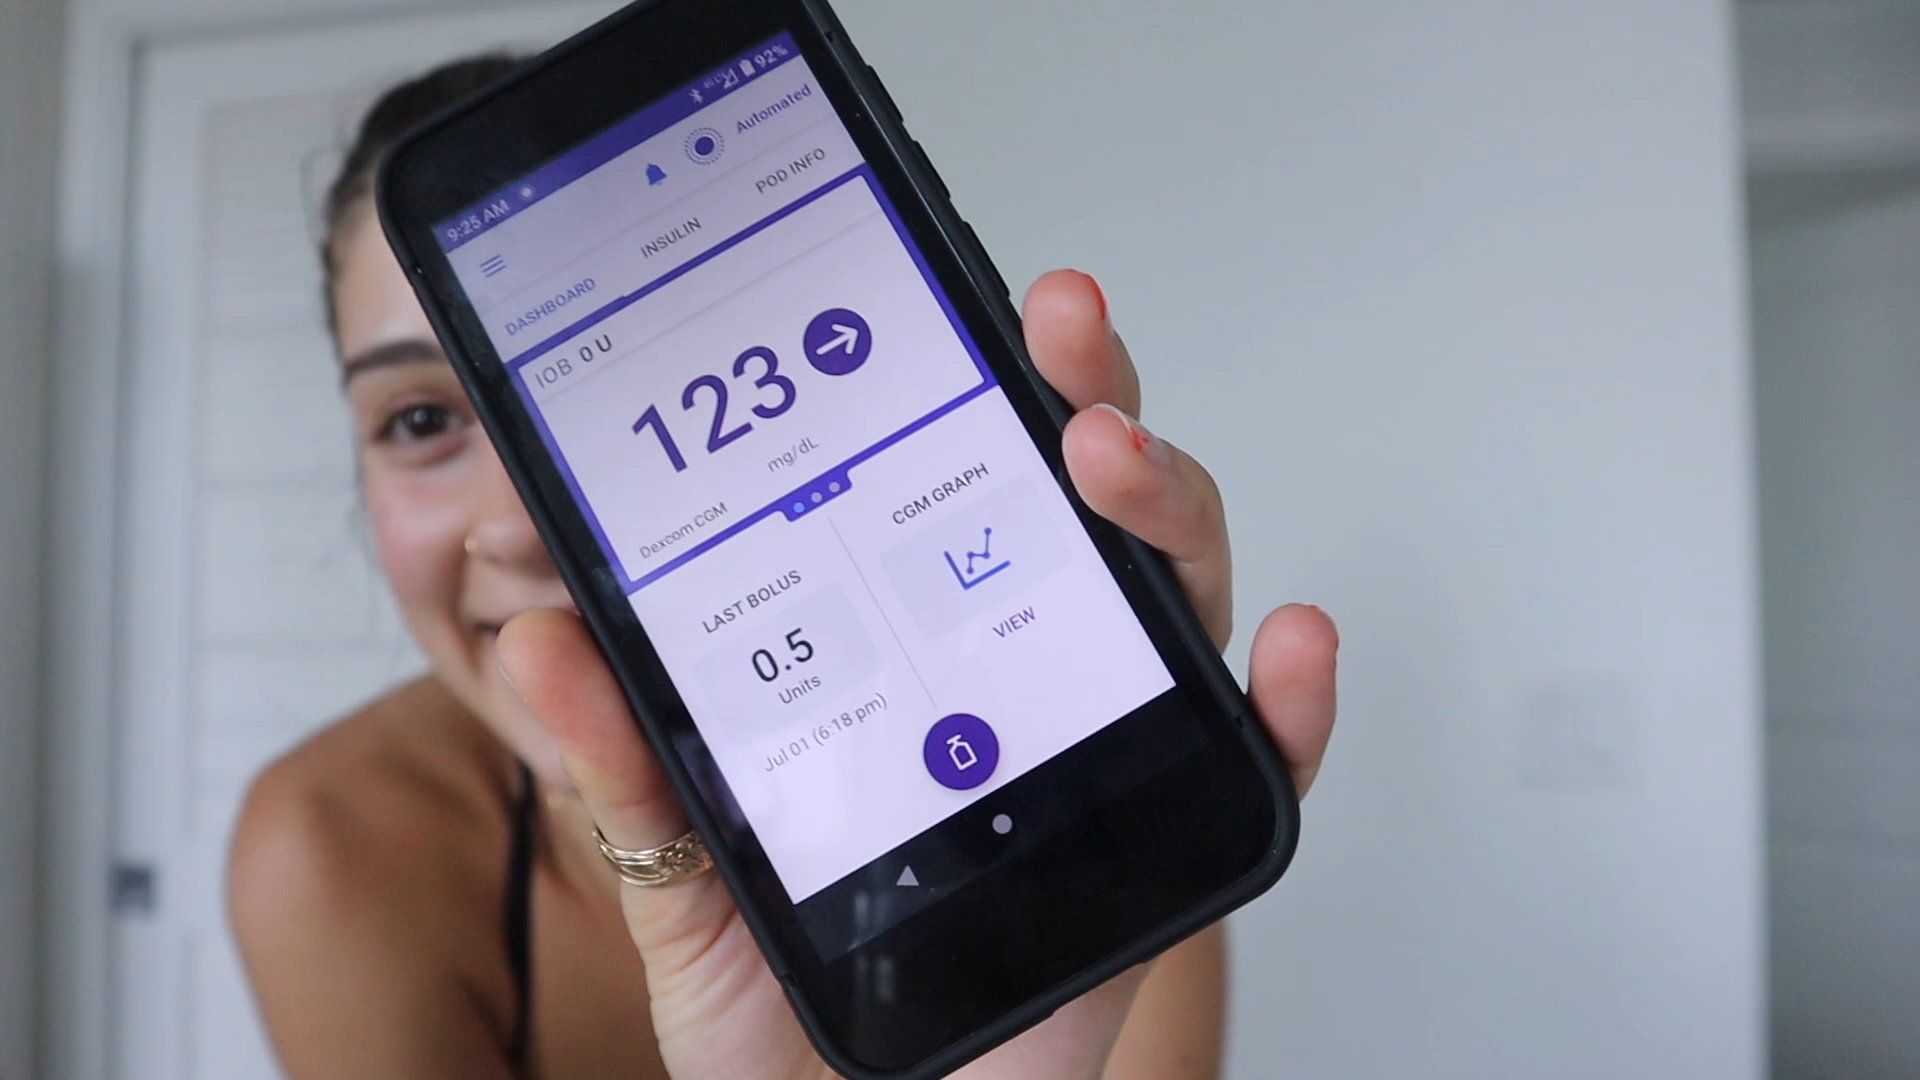 9:25 AM
92%
Automated
DASHBOARD
INSULIN
POD INFO
IOB 0 U
123
mg/dL
Dexcom CGM
LAST BOLUS
0.5
Units
Jul 01 (6:18 pm)
CGM GRAPH
VIEW